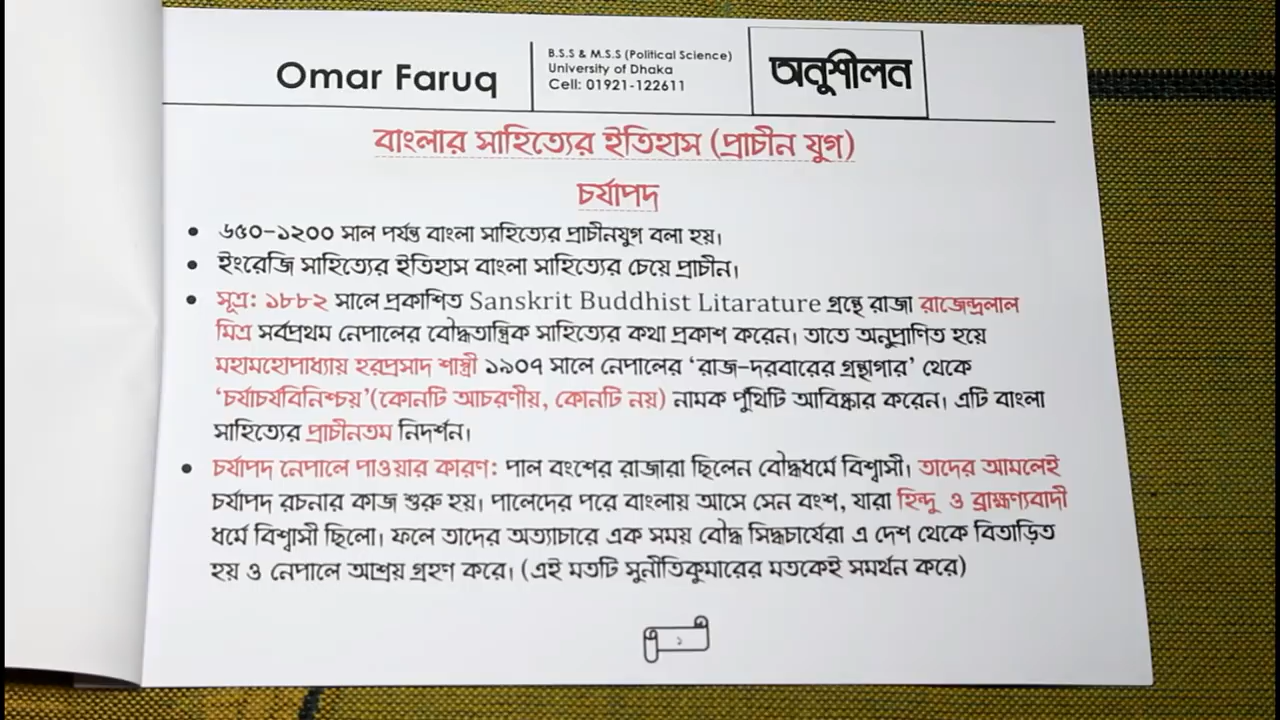 Omar Faruq
B.S.S & M.S.S (Political Science)
University of Dhaka
Cell: 01921-122611
অনুশীলন
বাংলার সাহিত্যের ইতিহাস (প্রাচীন যুগ)
চর্যাপদ
• ৬৫০-১২০০ সাল পর্যন্ত বাংলা সাহিত্যের প্রাচীনযুগ বলা হয়।
• ইংরেজি সাহিত্যের ইতিহাস বাংলা সাহিত্যের চেয়ে প্রাচীন।
• সূত্র: ১৮৮২ সালে প্রকাশিত Sanskrit Buddhist Litarature গ্রন্থে রাজা রাজেন্দ্রলাল
মিত্র সর্বপ্রথম নেপালের বৌদ্ধতান্ত্রিক সাহিত্যের কথা প্রকাশ করেন। তাতে অনুপ্রাণিত হয়ে
মহামহোপাধ্যায় হরপ্রসাদ শাস্ত্রী ১৯০৭ সালে নেপালের ‘রাজ-দরবারের গ্রন্থাগার’ থেকে
‘চর্যাচর্যবিনিশ্চয়’(কোনটি আচরণীয়, কোনটি নয়) নামক পুঁথিটি আবিষ্কার করেন। এটি বাংলা
সাহিত্যের প্রাচীনতম নিদর্শন।
• চর্যাপদ নেপালে পাওয়ার কারণ: পাল বংশের রাজারা ছিলেন বৌদ্ধধর্মে বিশ্বাসী। তাদের আমলেই
চর্যাপদ রচনার কাজ শুরু হয়। পালেদের পরে বাংলায় আসে সেন বংশ, যারা হিন্দু ও ব্রাহ্মণ্যবাদী
ধর্মে বিশ্বাসী ছিলো। ফলে তাদের অত্যাচারে এক সময় বৌদ্ধ সিদ্ধচার্যেরা এ দেশ থেকে বিতাড়িত
হয় ও নেপালে আশ্রয় গ্রহণ করে। (এই মতটি সুনীতিকুমারের মতকেই সমর্থন করে)
১